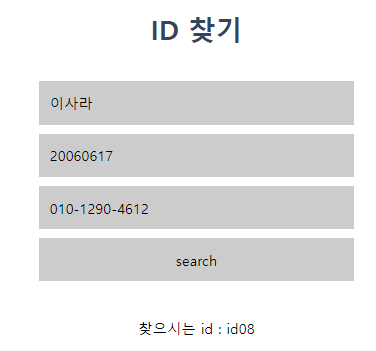 ID 찾기
이사라
20060617
010-1290-4612
search
찾으시는 id : id08